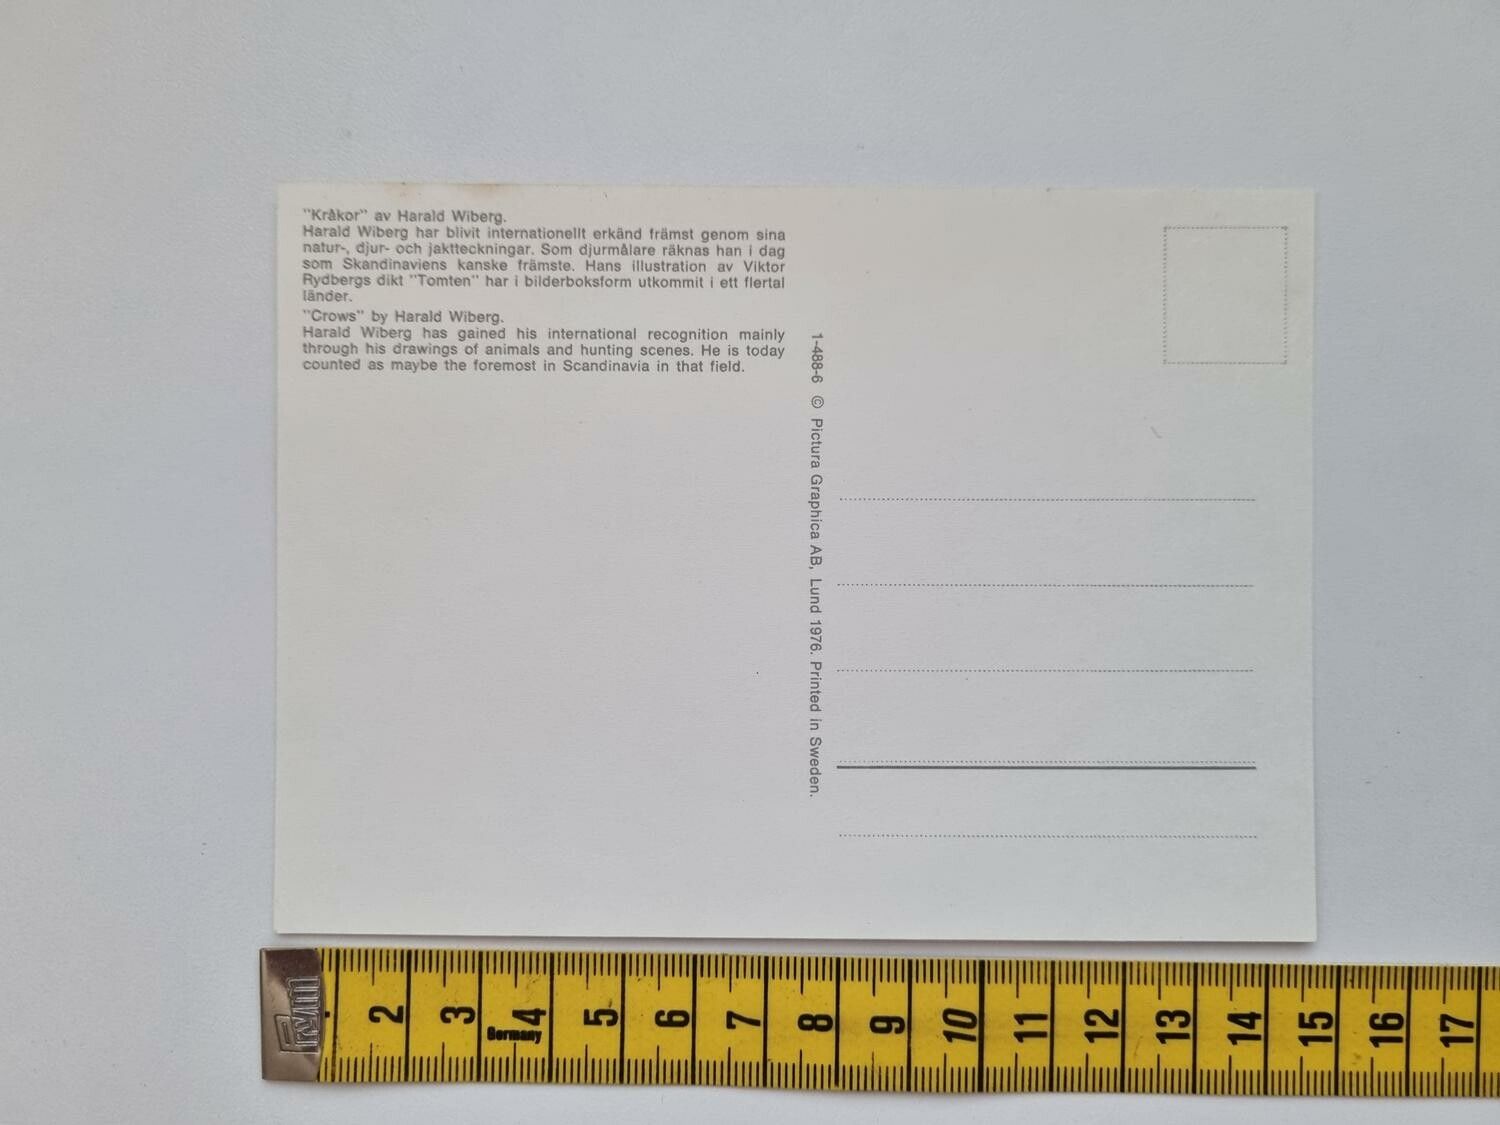 "Kråkor" av Harald Wiberg.
Harald Wiberg har blivit internationellt erkänd främst genom sina
natur-, djur- och jaktteckningar. Som djurmålare räknas han i dag
som Skandinaviens kanske främste. Hans illustration av Viktor
Rydbergs dikt "Tomten" har i bilderboksform utkommit i ett flertal
länder.
"Crows" by Harald Wiberg.
Harald Wiberg has gained his international recognition mainly
through his drawings of animals and hunting scenes. He is today
counted as maybe the foremost in Scandinavia in that field.
1-488-6 © Pictura Graphica AB, Lund 1976. Printed in Sweden.
Prym
2 3 4 5 6 7 8 9 10 11 12 13 14 15 16 17
Germany